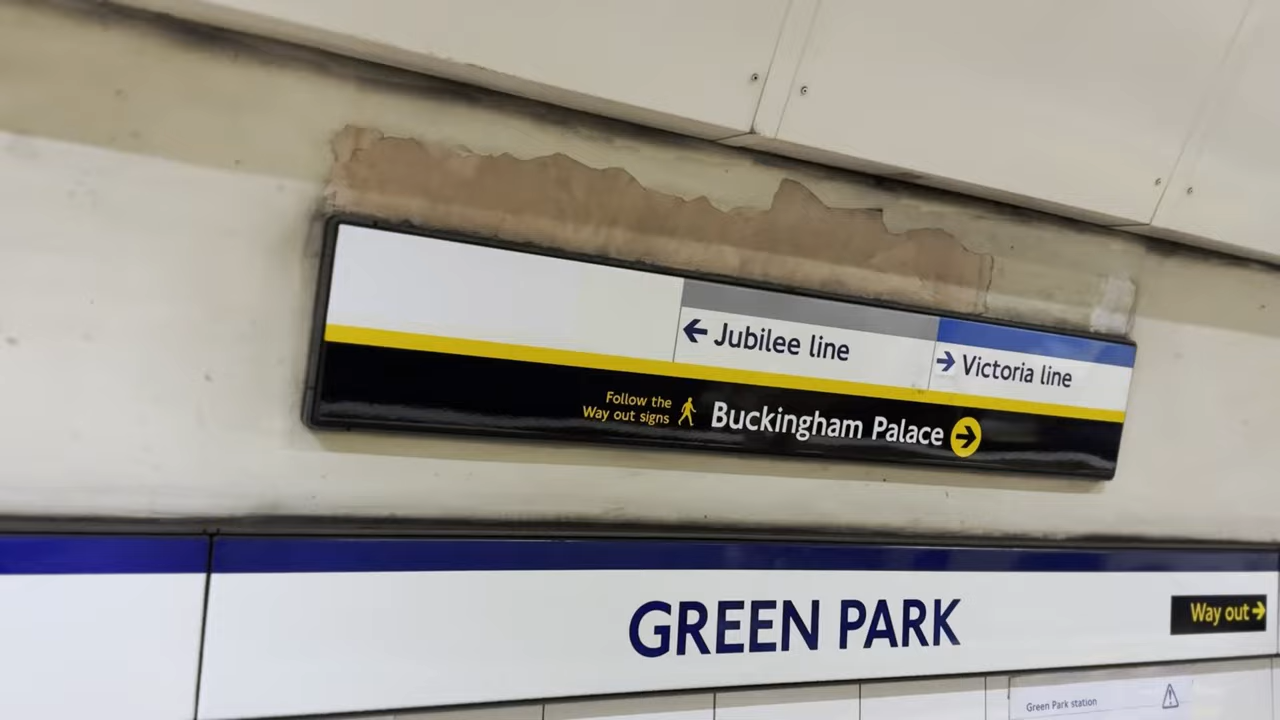 ← Jubilee line
→ Victoria line
Follow the
Way out signs
Buckingham Palace →
GREEN PARK
Way out →
Green Park station